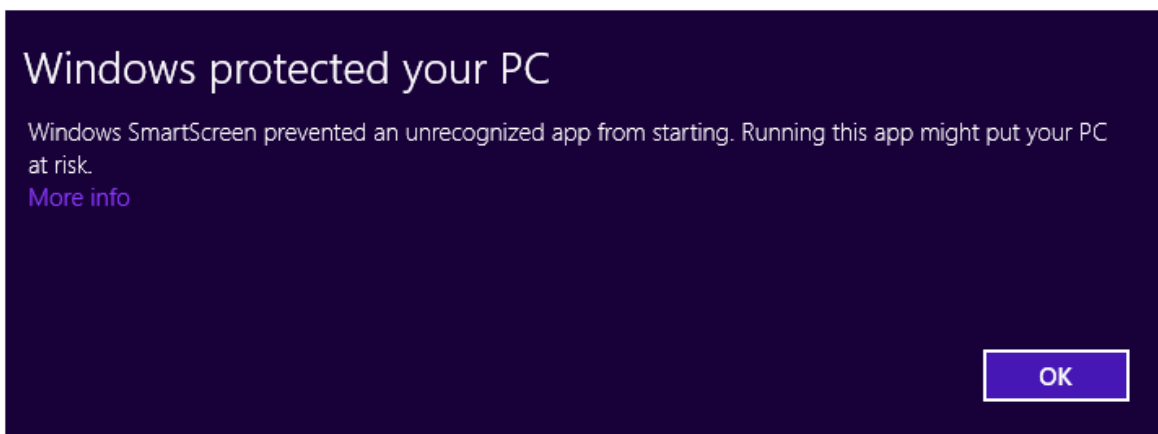 Windows protected your PC
Windows SmartScreen prevented an unrecognized app from starting. Running this app might put your PC
at risk.
More info
OK